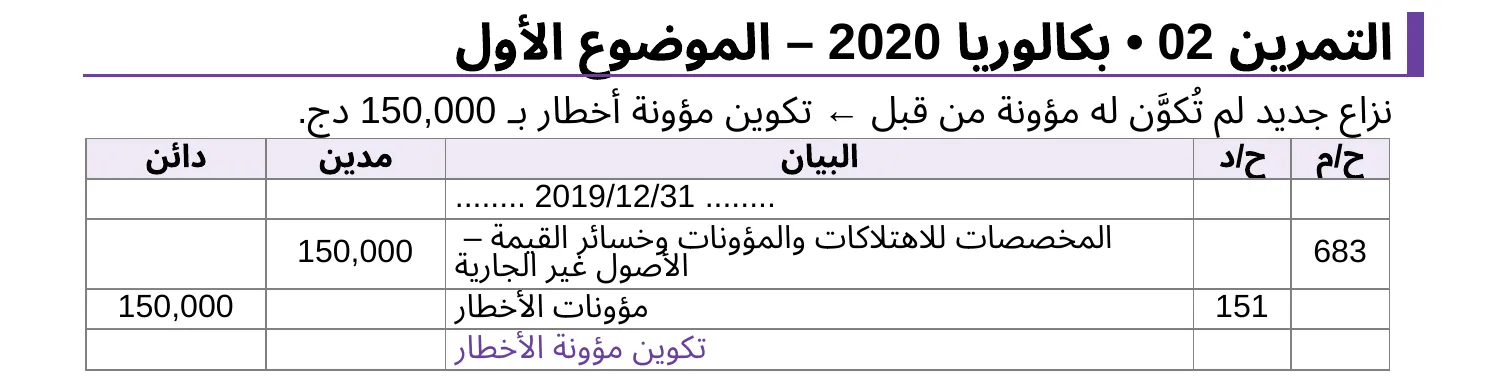 التمرين 02 • بكالوريا 2020 – الموضوع الأول
نزاع جديد لم تُكوَّن له مؤونة من قبل ← تكوين مؤونة أخطار بـ 150,000 دج.
ح/م ح/د البيان مدين دائن
........ 2019/12/31 ........
683 المخصصات للاهتلاكات والمؤونات وخسائر القيمة – 150,000
الأصول غير الجارية
151 مؤونات الأخطار 150,000
تكوين مؤونة الأخطار